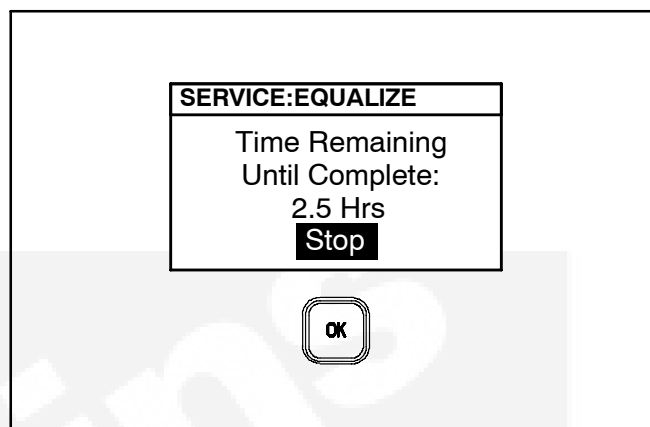 SERVICE:EQUALIZE
Time Remaining
Until Complete:
2.5 Hrs
Stop
OK